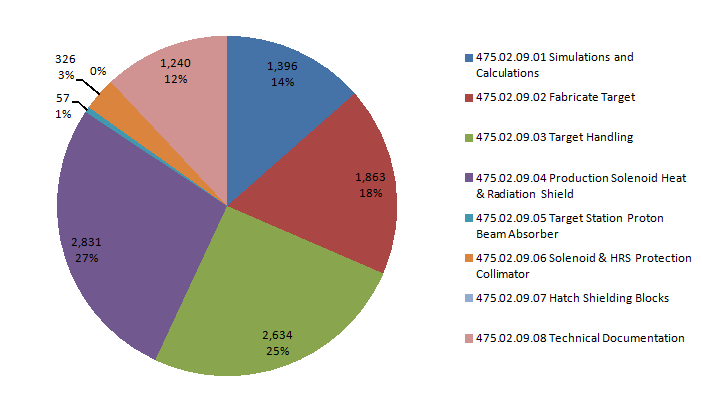 326
3%
0%
57
1%
1,240
12%
1,396
14%
1,863
18%
2,831
27%
2,634
25%
475.02.09.01 Simulations and
Calculations
475.02.09.02 Fabricate Target
475.02.09.03 Target Handling
475.02.09.04 Production Solenoid Heat
& Radiation Shield
475.02.09.05 Target Station Proton
Beam Absorber
475.02.09.06 Solenoid & HRS Protection
Collimator
475.02.09.07 Hatch Shielding Blocks
475.02.09.08 Technical Documentation